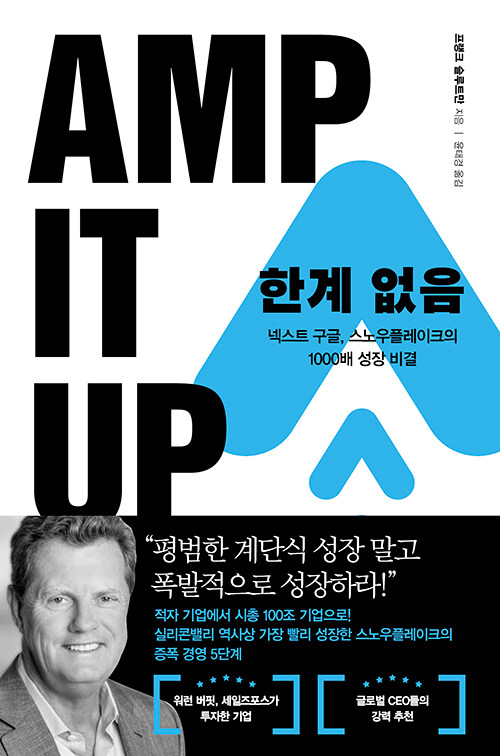 AMP
IT
UP
프랭크 슬루트만 지음 | 윤태경 옮김
한계 없음
넥스트 구글, 스노우플레이크의
1000배 성장 비결
“평범한 계단식 성장 말고
폭발적으로 성장하라!”
적자 기업에서 시총 100조 기업으로!
실리콘밸리 역사상 가장 빨리 성장한 스노우플레이크의
증폭 경영 5단계
워런 버핏, 세일즈포스가
투자한 기업
글로벌 CEO들의
강력 추천